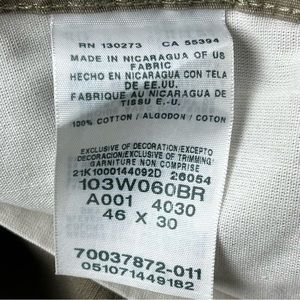 RN 130273 CA 55394
MADE IN NICARAGUA OF US
FABRIC
HECHO EN NICARAGUA CON TELA
DE EE.UU.
FABRIQUE AU NICARAGUA DE
TISSU E.-U.
100% COTTON / ALGODON / COTON
EXCLUSIVE OF DECORATION/EXCEPTO
DECORACION/EXCLUSIVE OF TRIMMING/
GARNITURE NON COMPRISE
21K1000144092D 26054
103W060BR
A001 4030
46 X 30
70037872-011
051071449182